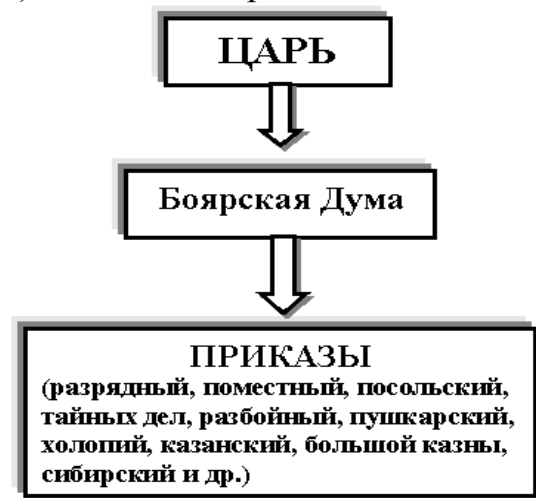 ЦАРЬ
Боярская Дума
ПРИКАЗЫ
(разрядный, поместный, посольский,
тайных дел, разбойный, пушкарский,
холопий, казанский, большой казны,
сибирский и др.)